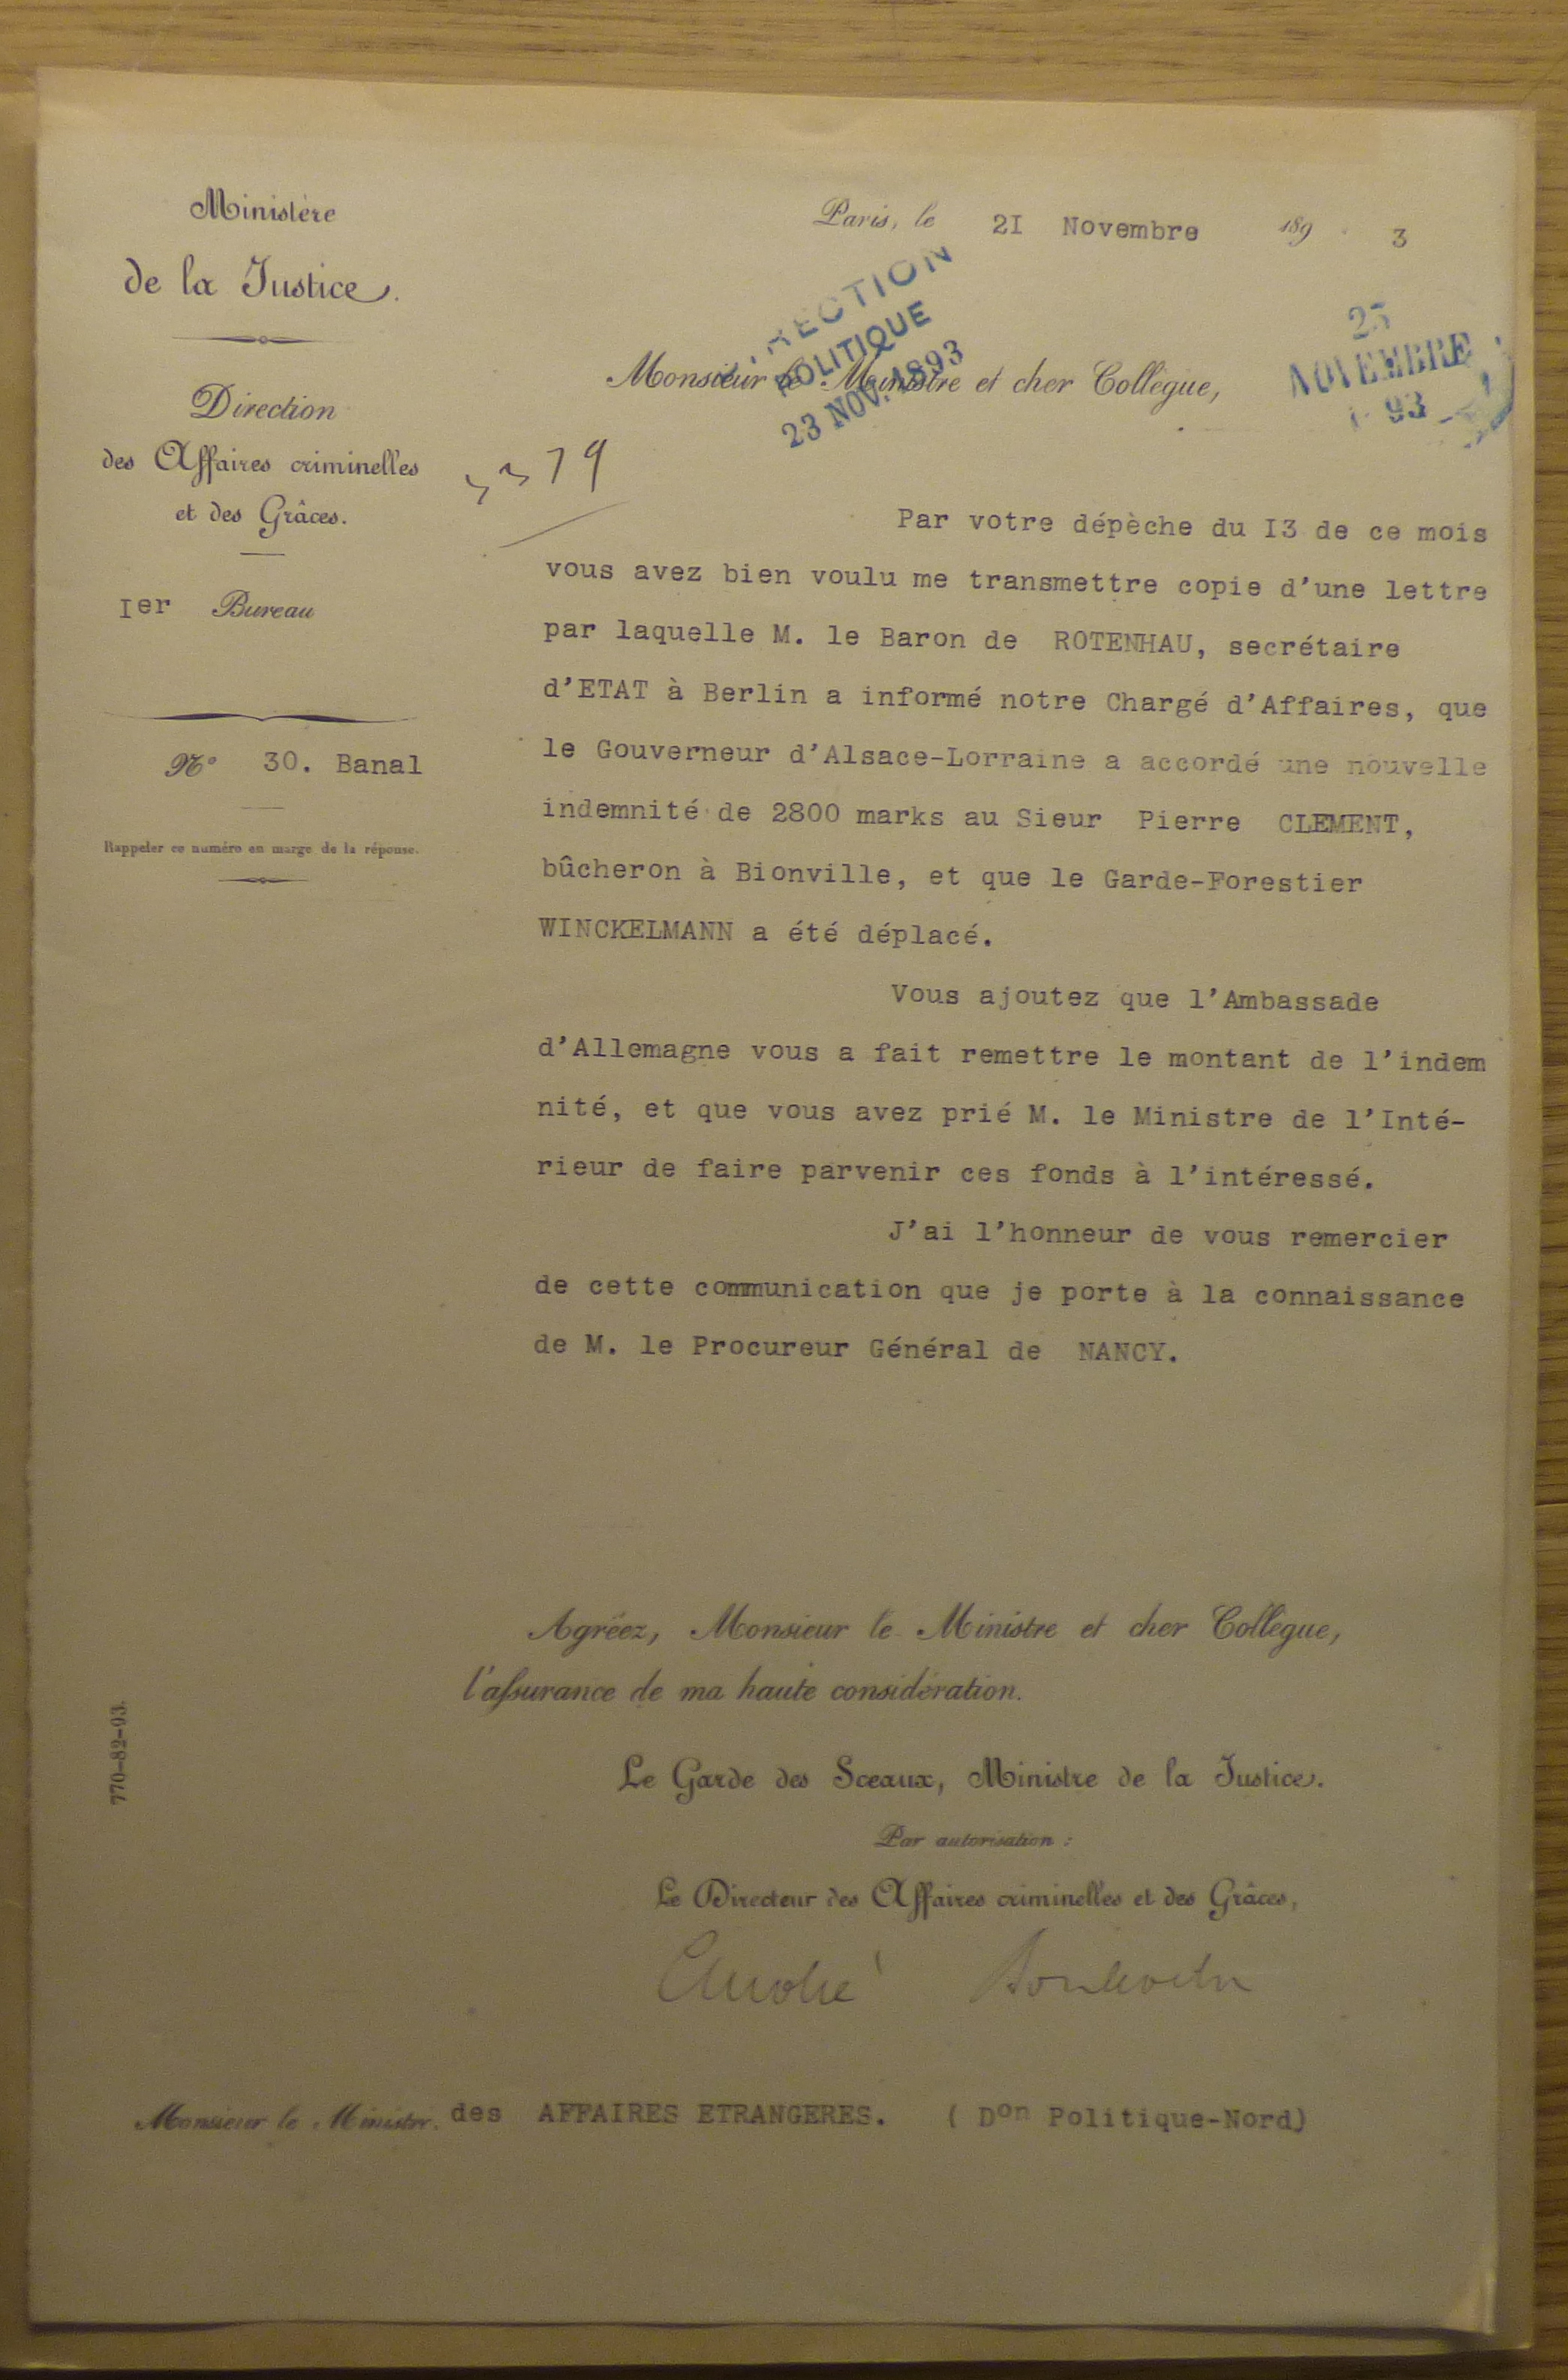 Ministère
de la Justice.
Direction
des Affaires criminelles
et des Grâces.
Ier Bureau
N° 30. Banal
Rappeler ce numéro en marge de la réponse.
Paris, le 21 Novembre 189 3
DIRECTION
POLITIQUE
23 NOV. 1893
NOVEMBRE
93
Monsieur le Ministre et cher Collègue,
Par votre dépèche du I3 de ce mois
vous avez bien voulu me transmettre copie d'une lettre
par laquelle M. le Baron de ROTENHAU, secrétaire
d'ETAT à Berlin a informé notre Chargé d'Affaires, que
le Gouverneur d'Alsace-Lorraine a accordé une nouvelle
indemnité de 2800 marks au Sieur Pierre CLEMENT,
bûcheron à Bionville, et que le Garde-Forestier
WINCKELMANN a été déplacé.
Vous ajoutez que l'Ambassade
d'Allemagne vous a fait remettre le montant de l'indem
nité, et que vous avez prié M. le Ministre de l'Inté-
rieur de faire parvenir ces fonds à l'intéressé.
J'ai l'honneur de vous remercier
de cette communication que je porte à la connaissance
de M. le Procureur Général de NANCY.
Agréez, Monsieur le Ministre et cher Collègue,
l'assurance de ma haute considération.
Le Garde des Sceaux, Ministre de la Justice.
Par autorisation :
Le Directeur des Affaires criminelles et des Grâces,
Monsieur le Ministre des AFFAIRES ETRANGERES. ( Don Politique-Nord)
770-82-93.